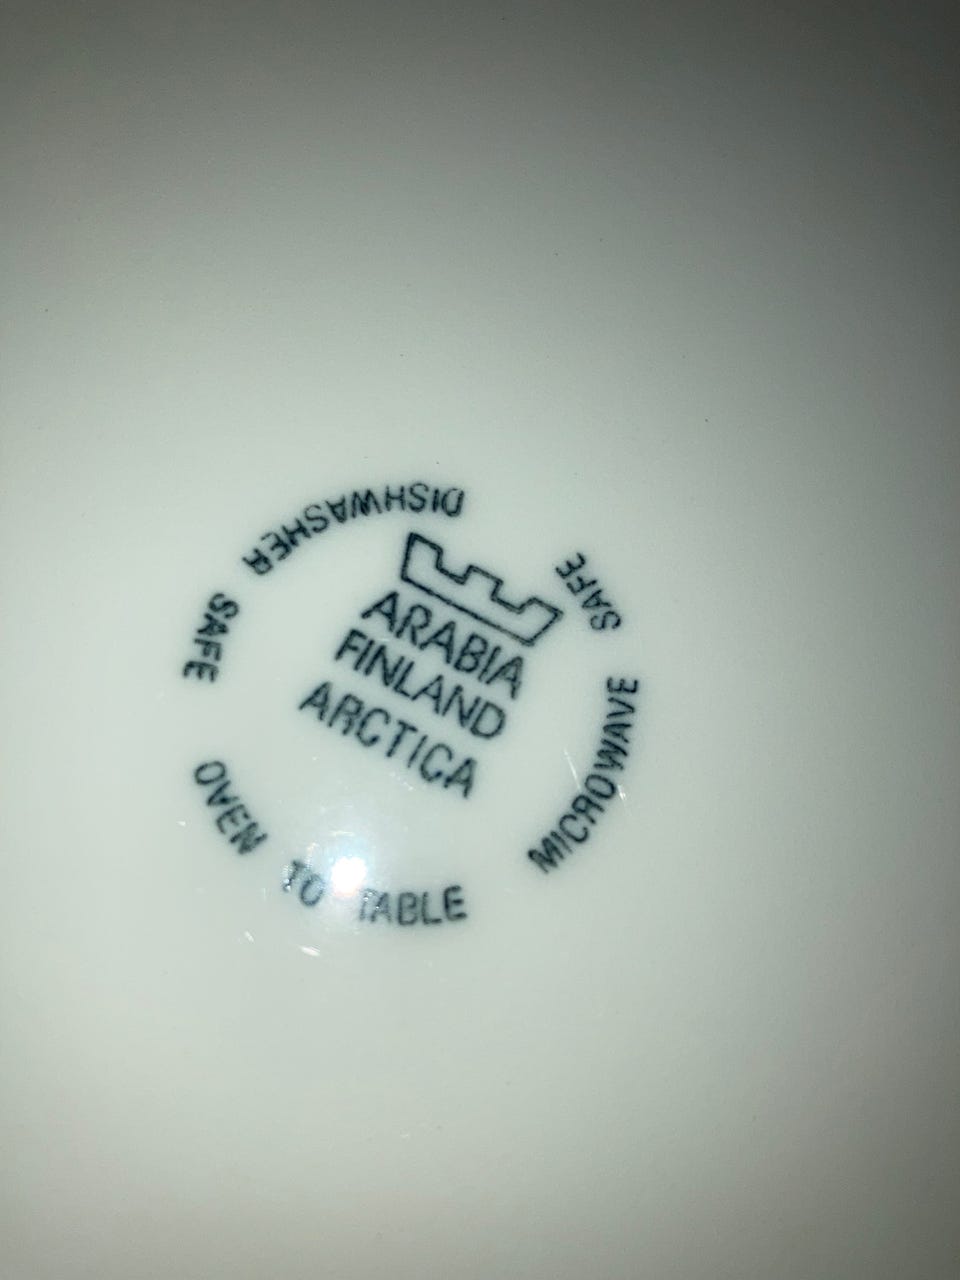 ARABIA
FINLAND
ARCTICA
DISHWASHER SAFE
OVEN TO TABLE
MICROWAVE SAFE